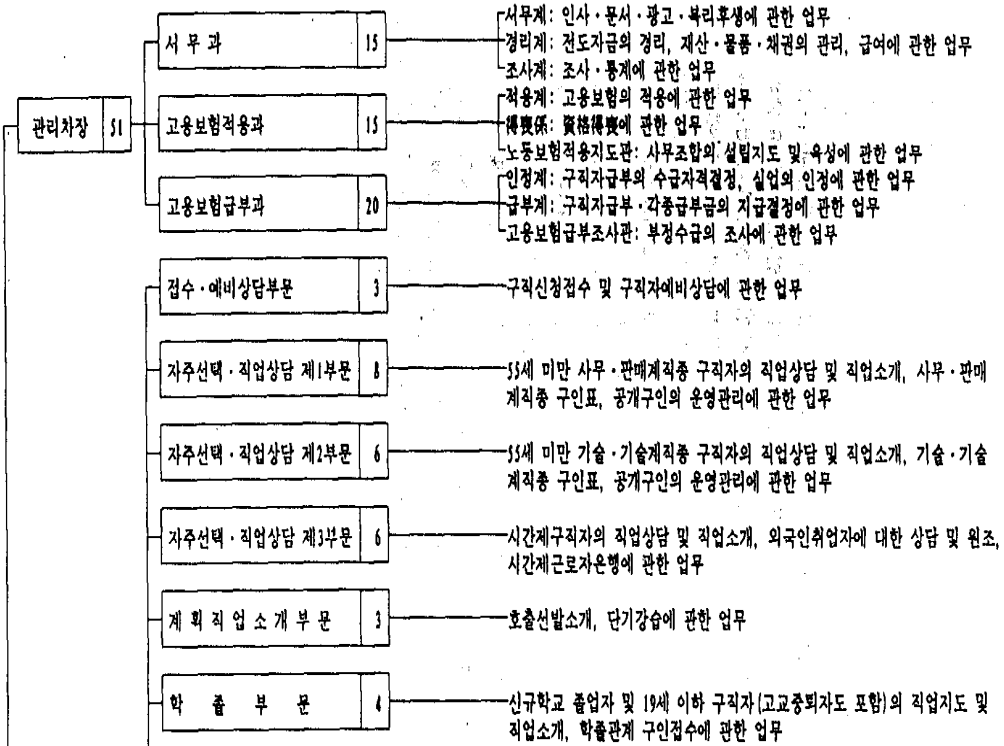 서 무 과 15
서무계: 인사·문서·광고·복리후생에 관한 업무
경리계: 전도자금의 경리, 재산·물품·채권의 관리, 급여에 관한 업무
조사계: 조사·통계에 관한 업무
관리차장 51
고용보험적용과 15
적용계: 고용보험의 적용에 관한 업무
得喪係: 資格得喪에 관한 업무
노동보험적용지도관: 사무조합의 설립지도 및 육성에 관한 업무
고용보험급부과 20
인정계: 구직자급부의 수급자격결정, 실업의 인정에 관한 업무
급부계: 구직자급부·각종급부금의 지급결정에 관한 업무
고용보험급부조사관: 부정수급의 조사에 관한 업무
접수·예비상담부문 3
구직신청접수 및 구직자예비상담에 관한 업무
자주선택·직업상담 제1부문 8
55세 미만 사무·판매계직종 구직자의 직업상담 및 직업소개, 사무·판매
계직종 구인표, 공개구인의 운영관리에 관한 업무
자주선택·직업상담 제2부문 6
55세 미만 기술·기술계직종 구직자의 직업상담 및 직업소개, 기술·기술
계직종 구인표, 공개구인의 운영관리에 관한 업무
자주선택·직업상담 제3부문 6
시간제구직자의 직업상담 및 직업소개, 외국인취업자에 대한 상담 및 원조,
시간제근로자은행에 관한 업무
계 획 직 업 소 개 부 문 3
호출선발소개, 단기강습에 관한 업무
학 졸 부 문 4
신규학교 졸업자 및 19세 이하 구직자(고교중퇴자도 포함)의 직업지도 및
직업소개, 학졸관계 구인접수에 관한 업무